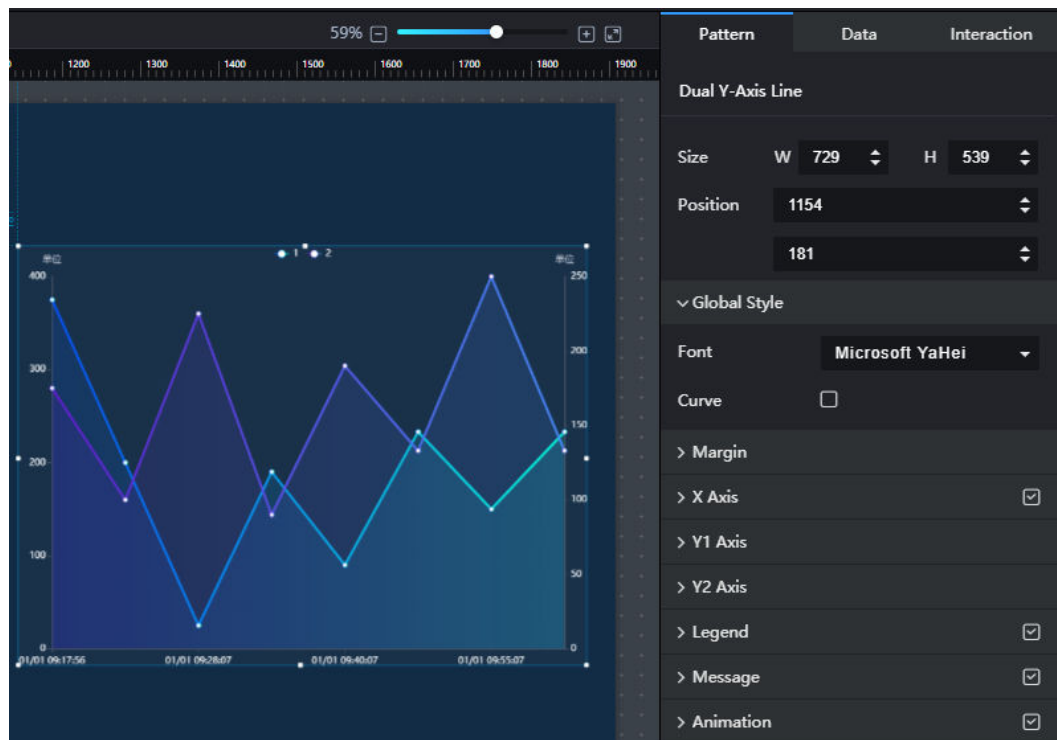 59%
Pattern Data Interaction
1200 1300 1400 1500 1600 1700 1800 1900
Dual Y-Axis Line
Size W 729 H 539
Position 1154
181
Global Style
Font Microsoft YaHei
Curve
Margin
X Axis
Y1 Axis
Y2 Axis
Legend
Message
Animation
1 2
单位 单位
400 250
300 200
200 150
100 100
50
0 0
01/01 09:17:56 01/01 09:28:07 01/01 09:40:07 01/01 09:55:07